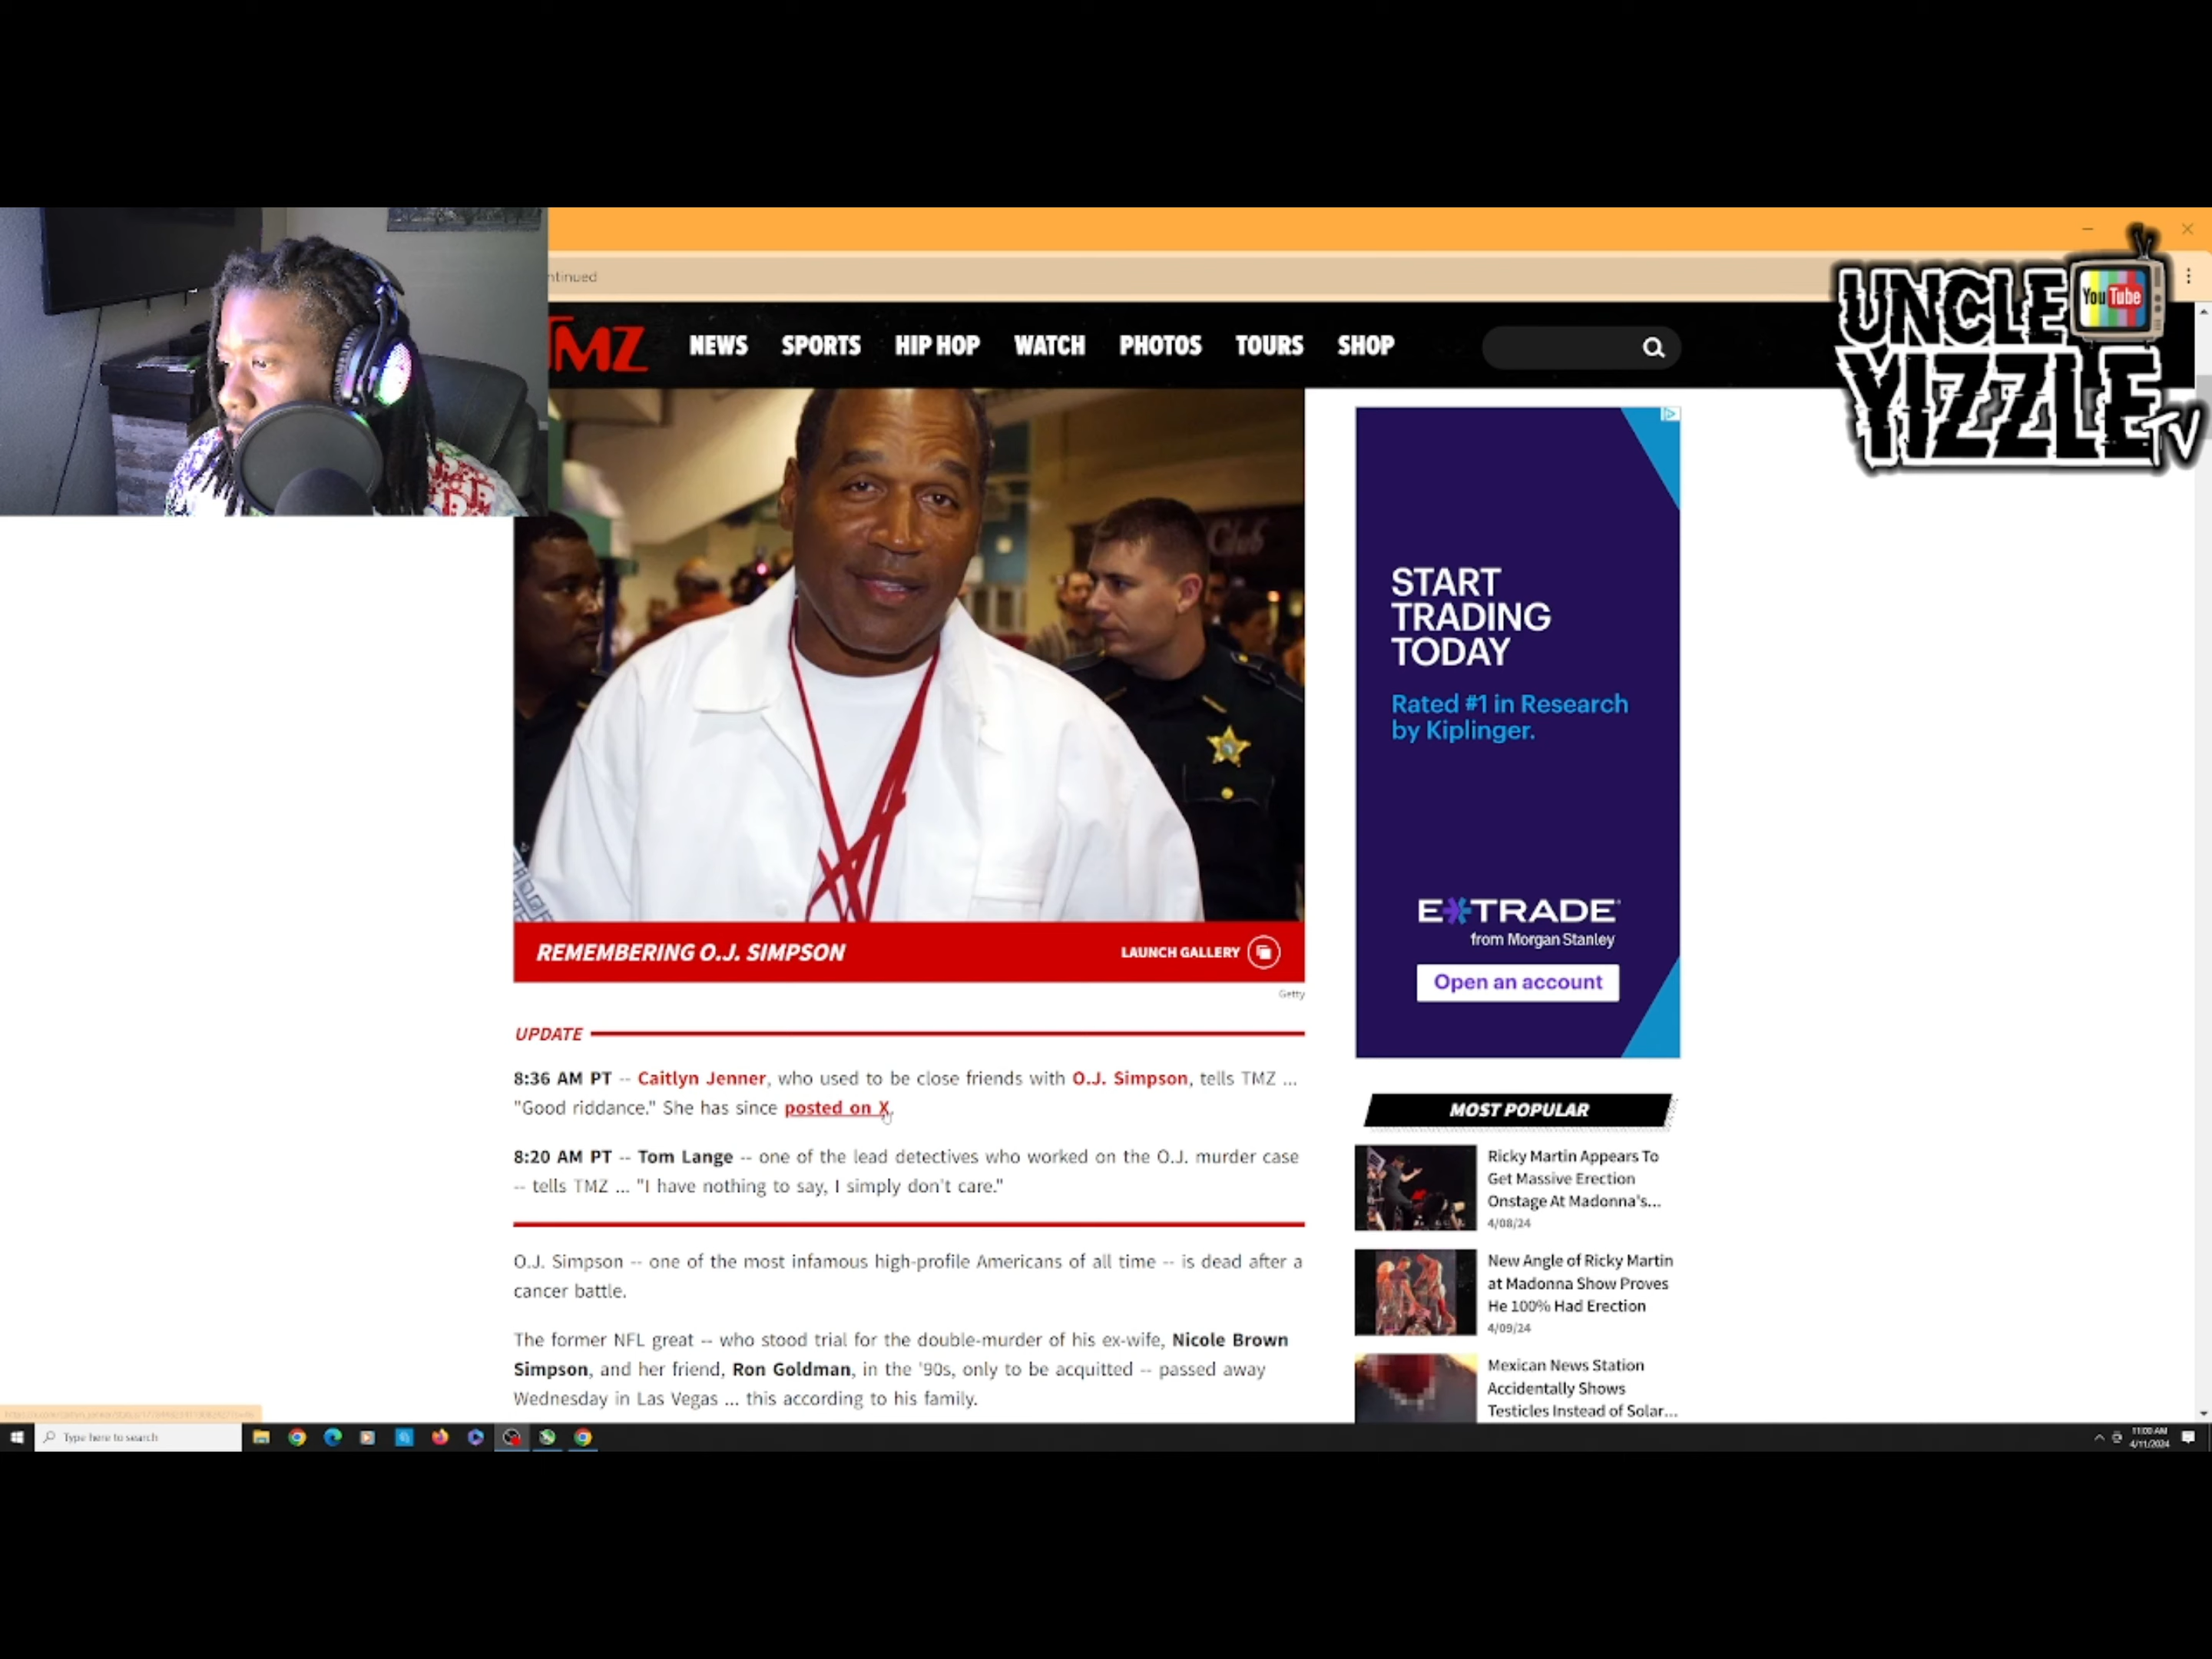 ntinued
UNCLE
YouTube
YIZZLE TV
TMZ NEWS SPORTS HIP HOP WATCH PHOTOS TOURS SHOP
Club
START
TRADING
TODAY
Rated #1 in Research
by Kiplinger.
E*TRADE
from Morgan Stanley
Open an account
REMEMBERING O.J. SIMPSON LAUNCH GALLERY
Getty
UPDATE
8:36 AM PT -- Caitlyn Jenner, who used to be close friends with O.J. Simpson, tells TMZ ...
"Good riddance." She has since posted on X.
8:20 AM PT -- Tom Lange -- one of the lead detectives who worked on the O.J. murder case
-- tells TMZ ... "I have nothing to say, I simply don't care."
O.J. Simpson -- one of the most infamous high-profile Americans of all time -- is dead after a
cancer battle.
The former NFL great -- who stood trial for the double-murder of his ex-wife, Nicole Brown
Simpson, and her friend, Ron Goldman, in the '90s, only to be acquitted -- passed away
Wednesday in Las Vegas ... this according to his family.
MOST POPULAR
Ricky Martin Appears To
Get Massive Erection
Onstage At Madonna's...
4/08/24
New Angle of Ricky Martin
at Madonna Show Proves
He 100% Had Erection
4/09/24
Mexican News Station
Accidentally Shows
Testicles Instead of Solar...
Type here to search
11:00 AM
4/11/2024